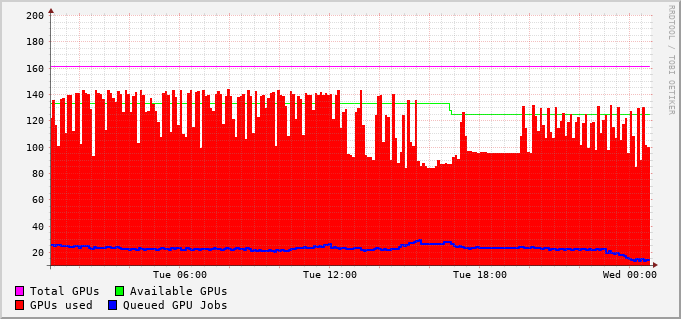 200
180
160
140
120
100
80
60
40
20
Tue 06:00 Tue 12:00 Tue 18:00 Wed 00:00
Total GPUs Available GPUs
GPUs used Queued GPU Jobs
RRDTOOL / TOBI OETIKER